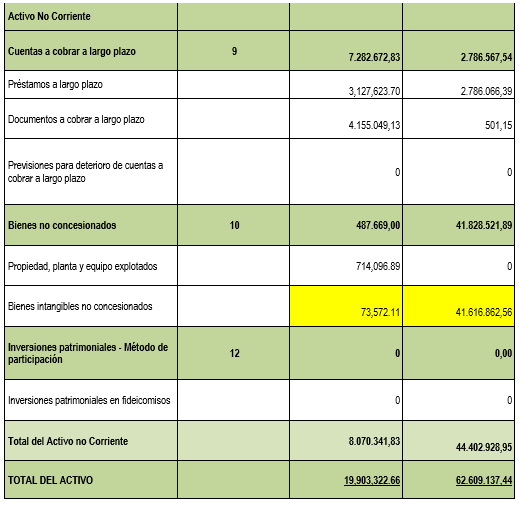 Activo No Corriente
Cuentas a cobrar a largo plazo 9 7.282.672,83 2.786.567,54
Préstamos a largo plazo 3,127,623.70 2.786.066,39
Documentos a cobrar a largo plazo 4.155.049,13 501,15
Previsiones para deterioro de cuentas a
cobrar a largo plazo 0 0
Bienes no concesionados 10 487.669,00 41.828.521,89
Propiedad, planta y equipo explotados 714,096.89 0
Bienes intangibles no concesionados 73,572.11 41.616.862,56
Inversiones patrimoniales - Método de
participación 12 0 0,00
Inversiones patrimoniales en fideicomisos 0 0
Total del Activo no Corriente 8.070.341,83 44.402.928,95
TOTAL DEL ACTIVO 19,903,322.66 62.609.137,44